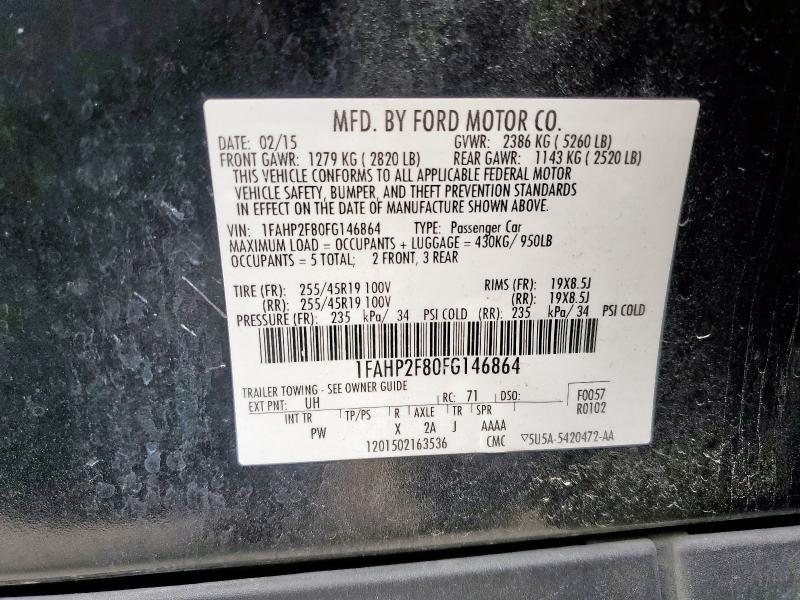 MFD. BY FORD MOTOR CO.
DATE: 02/15 GVWR: 2386 KG ( 5260 LB)
FRONT GAWR: 1279 KG ( 2820 LB) REAR GAWR: 1143 KG ( 2520 LB)
THIS VEHICLE CONFORMS TO ALL APPLICABLE FEDERAL MOTOR
VEHICLE SAFETY, BUMPER, AND THEFT PREVENTION STANDARDS
IN EFFECT ON THE DATE OF MANUFACTURE SHOWN ABOVE.
VIN: 1FAHP2F80FG146864 TYPE: Passenger Car
MAXIMUM LOAD = OCCUPANTS + LUGGAGE = 430KG/ 950LB
OCCUPANTS = 5 TOTAL; 2 FRONT, 3 REAR
TIRE (FR): 255/45R19 100V RIMS (FR): 19X8.5J
(RR): 255/45R19 100V (RR): 19X8.5J
PRESSURE (FR): 235 kPa/ 34 PSI COLD (RR): 235 kPa/ 34 PSI COLD
1FAHP2F80FG146864
TRAILER TOWING - SEE OWNER GUIDE
EXT PNT: UH RC: 71 DSO: F0057
INT TR TP/PS R AXLE TR SPR R0102
PW X 2A J AAAA
1201502163536 CMC ▽5U5A-5420472-AA